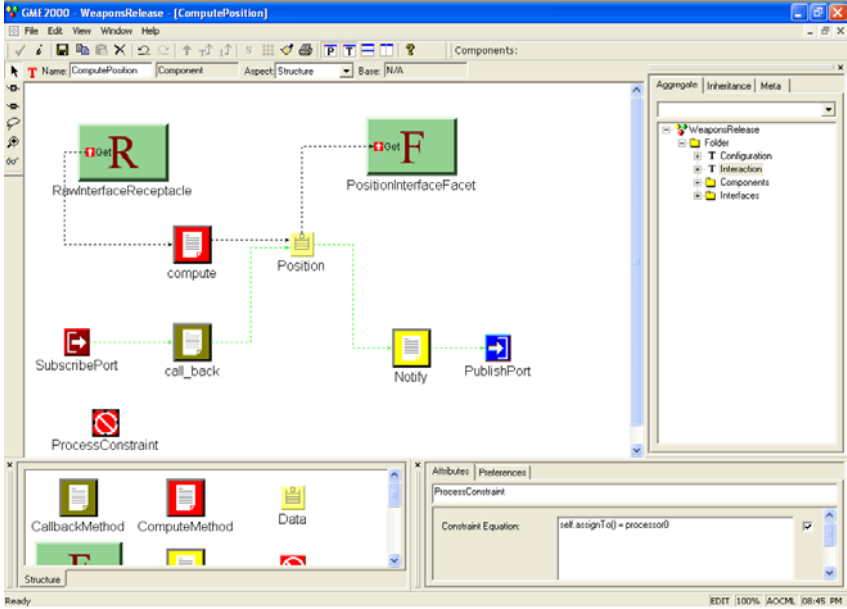 GME2000 - WeaponsRelease - [ComputePosition]
File Edit View Window Help
Components:
Name: ComputePosition Component Aspect: Structure Base: N/A
Aggregate Inheritance Meta
WeaponsRelease
Folder
T Configuration
T Interaction
Components
Interfaces
Get R
RawInterfaceReceptacle
Get F
PositionInterfaceFacet
compute
Position
SubscribePort
call_back
Notify
PublishPort
ProcessConstraint
CallbackMethod
ComputeMethod
Data
F
Structure
Attributes Preferences
ProcessConstraint
Constraint Equation: self.assignTo() = processor0
Ready
EDIT 100% AOCML 08:45 PM